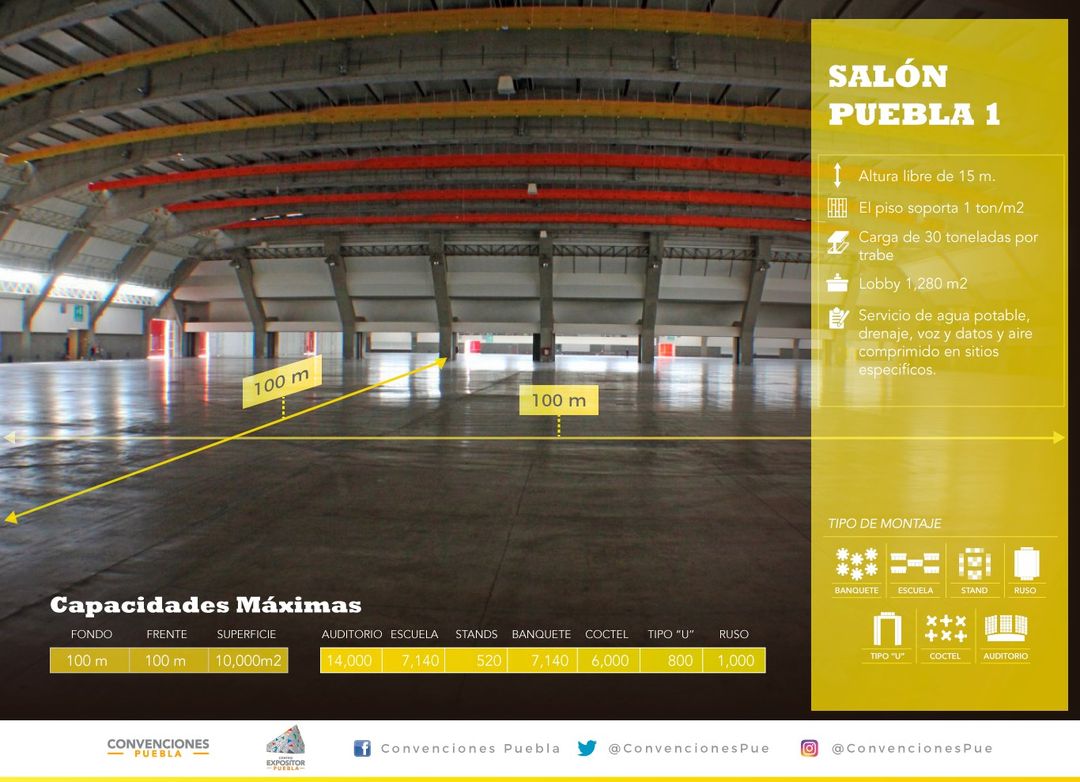 SALÓN
PUEBLA 1
Altura libre de 15 m.
El piso soporta 1 ton/m2
Carga de 30 toneladas por
trabe
Lobby 1,280 m2
Servicio de agua potable,
drenaje, voz y datos y aire
comprimido en sitios
especificos.
100 m
100 m
TIPO DE MONTAJE
BANQUETE ESCUELA STAND RUSO
TIPO "U" COCTEL AUDITORIO
Capacidades Máximas
FONDO FRENTE SUPERFICIE AUDITORIO ESCUELA STANDS BANQUETE COCTEL TIPO "U" RUSO
100 m 100 m 10,000m2 14,000 7,140 520 7,140 6,000 800 1,000
CONVENCIONES
PUEBLA
CENTRO
EXPOSITOR
PUEBLA
Convenciones Puebla @ConvencionesPue @ConvencionesPue